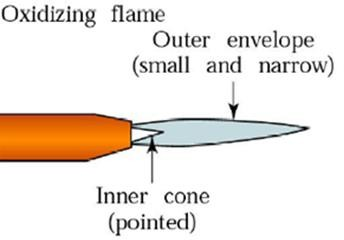 Oxidizing flame
Outer envelope
(small and narrow)
Inner cone
(pointed)